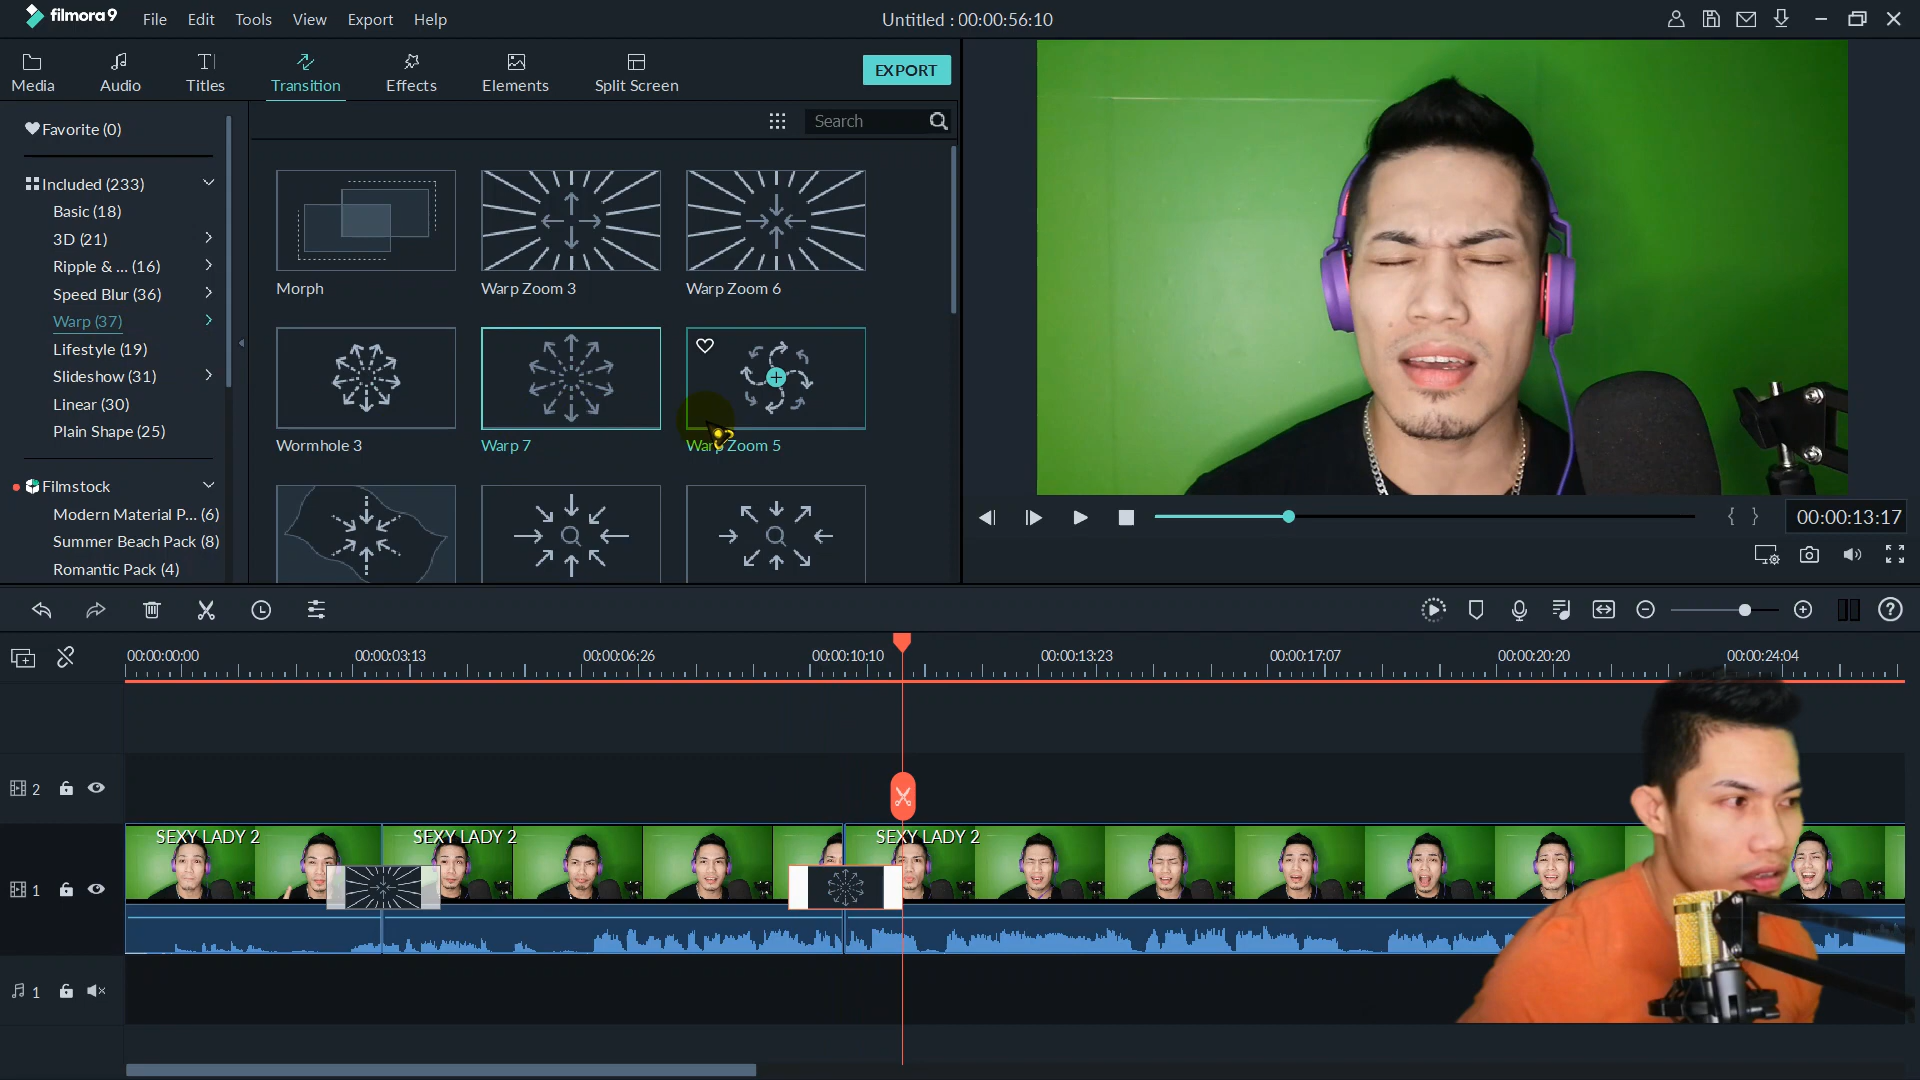 filmora9 File Edit Tools View Export Help Untitled : 00:00:56:10
Media Audio Titles Transition Effects Elements Split Screen EXPORT
Favorite (0)
Search
Included (233)
Basic (18)
3D (21)
Ripple & ... (16)
Speed Blur (36)
Warp (37)
Lifestyle (19)
Slideshow (31)
Linear (30)
Plain Shape (25)
Filmstock
Modern Material P... (6)
Summer Beach Pack (8)
Romantic Pack (4)
Morph Warp Zoom 3 Warp Zoom 6
Wormhole 3 Warp 7 Warp Zoom 5
00:00:13:17
00:00:00:00 00:00:03:13 00:00:06:26 00:00:10:10 00:00:13:23 00:00:17:07 00:00:20:20 00:00:24:04
2
SEXY LADY 2 SEXY LADY 2 SEXY LADY 2
1
1